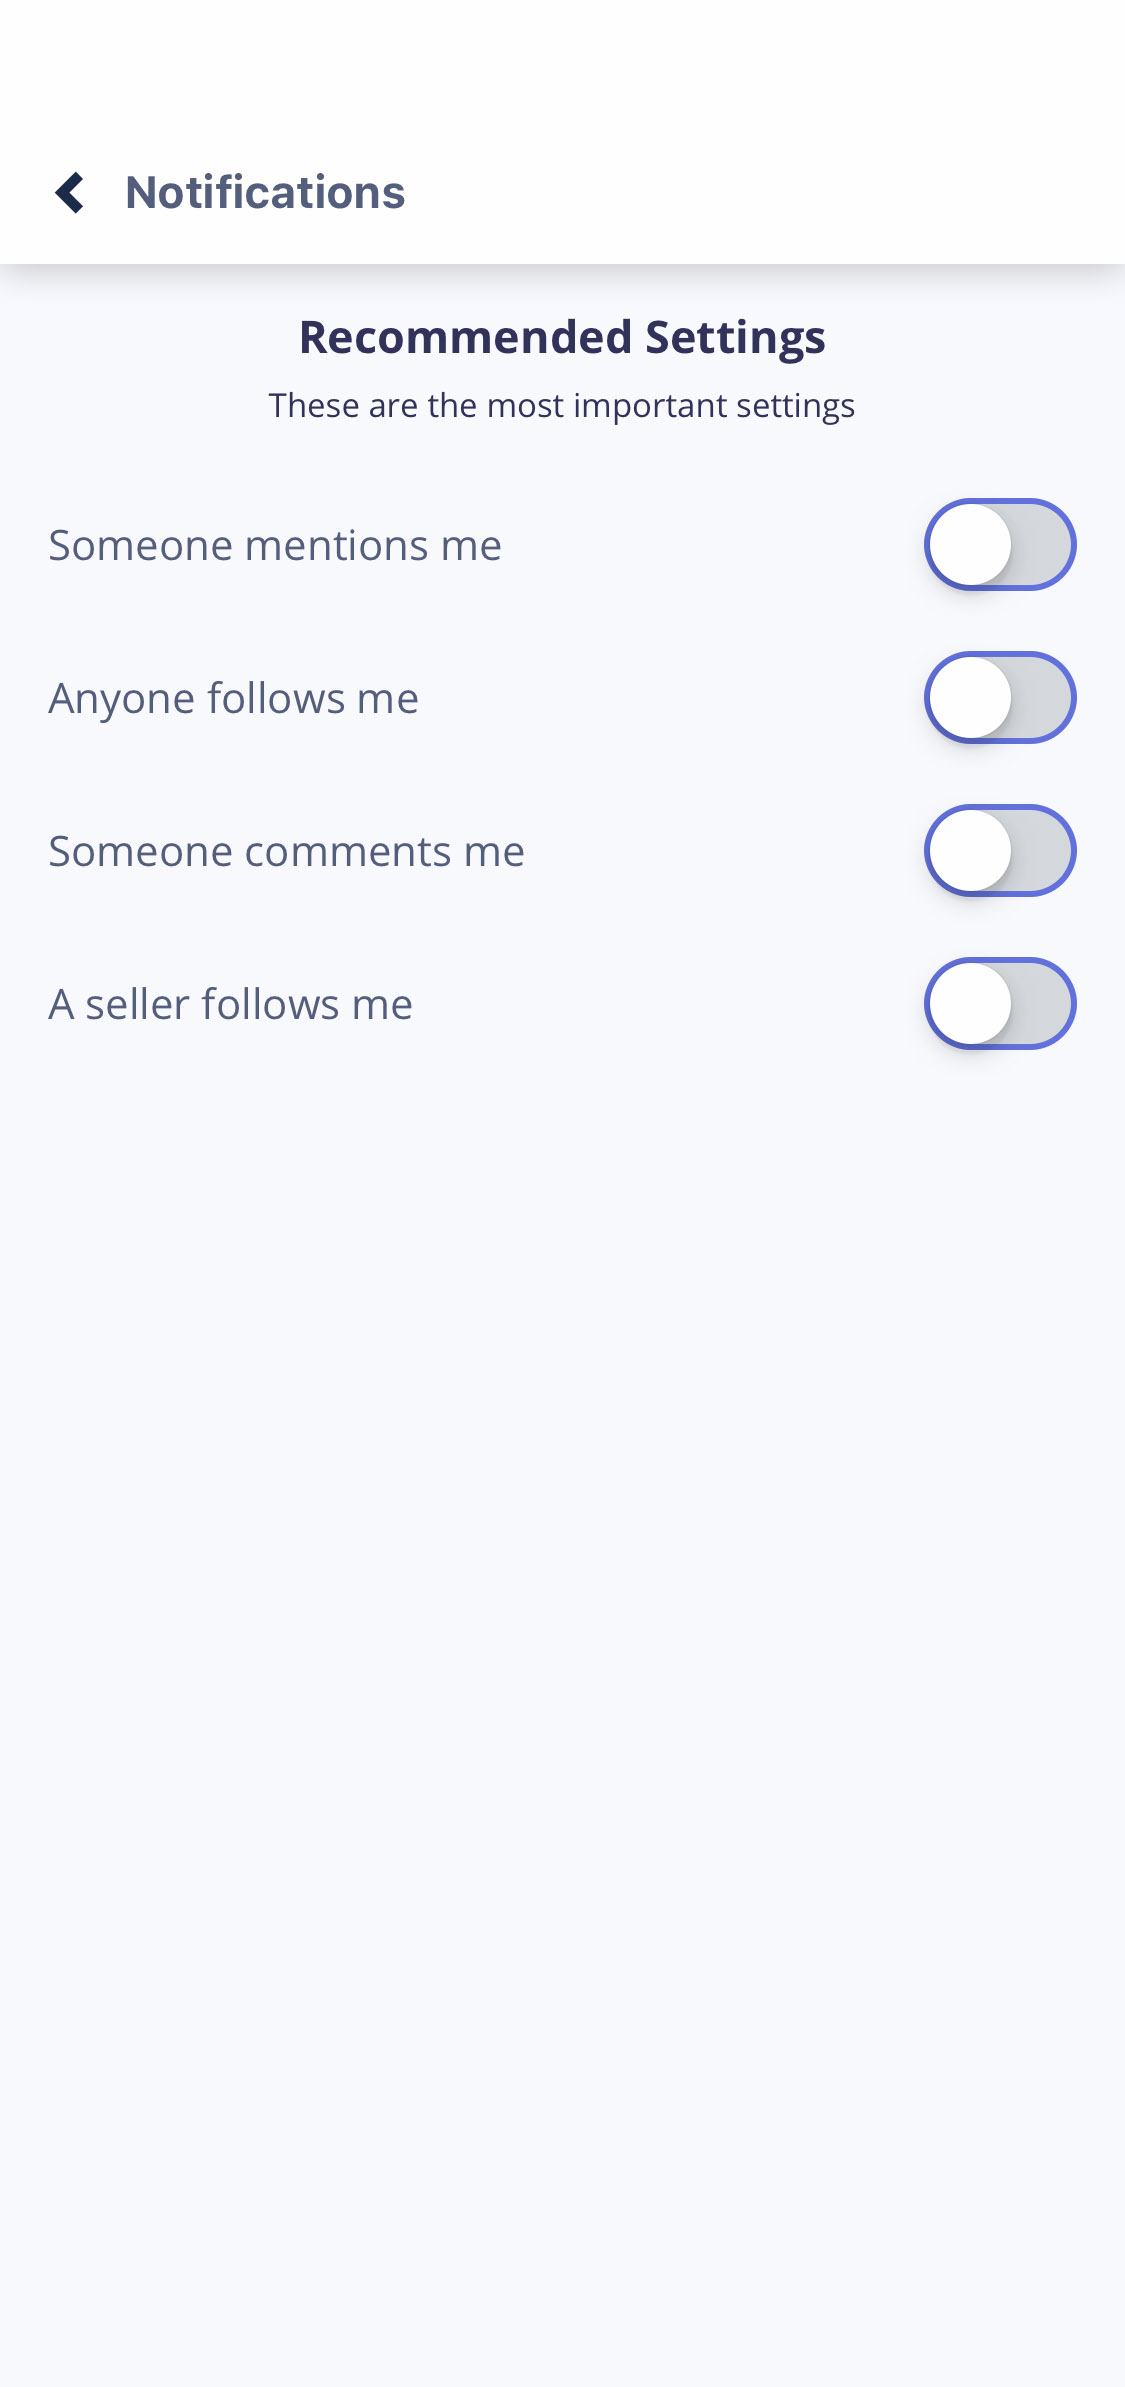 Notifications
Recommended Settings
These are the most important settings
Someone mentions me
Anyone follows me
Someone comments me
A seller follows me